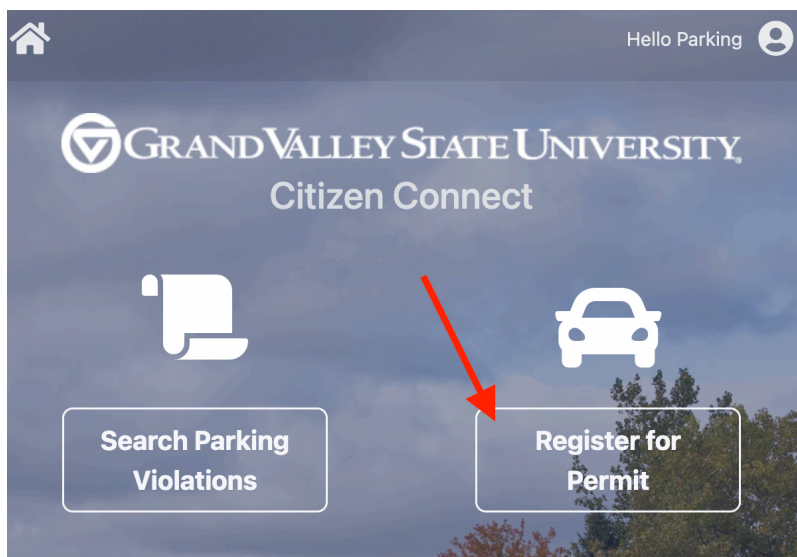 Hello Parking
GRAND VALLEY STATE UNIVERSITY
Citizen Connect
Search Parking
Violations
Register for
Permit